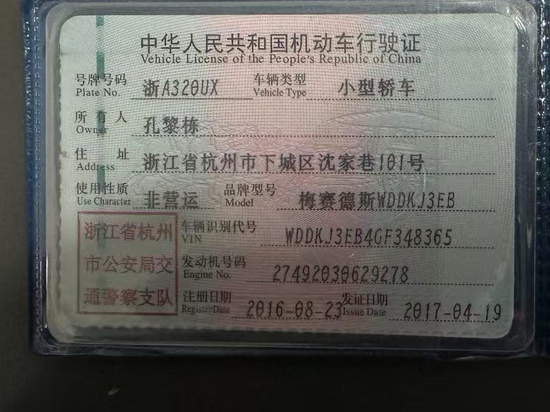 中华人民共和国机动车行驶证
Vehicle License of the People's Republic of China
号牌号码 浙A320UX 车辆类型 小型轿车
Plate No. Vehicle Type
所有人 孔黎栋
Owner
住址 浙江省杭州市下城区沈家巷101号
Address
使用性质 非营运 品牌型号 梅赛德斯WDDKJ3EB
Use Character Model
浙江省杭州
市公安局交
通警察支队
车辆识别代号 WDDKJ3EB4GF348365
VIN
发动机号码 27492030629278
Engine No.
注册日期 2016-08-23 发证日期 2017-04-19
RegisterDate Issue Date